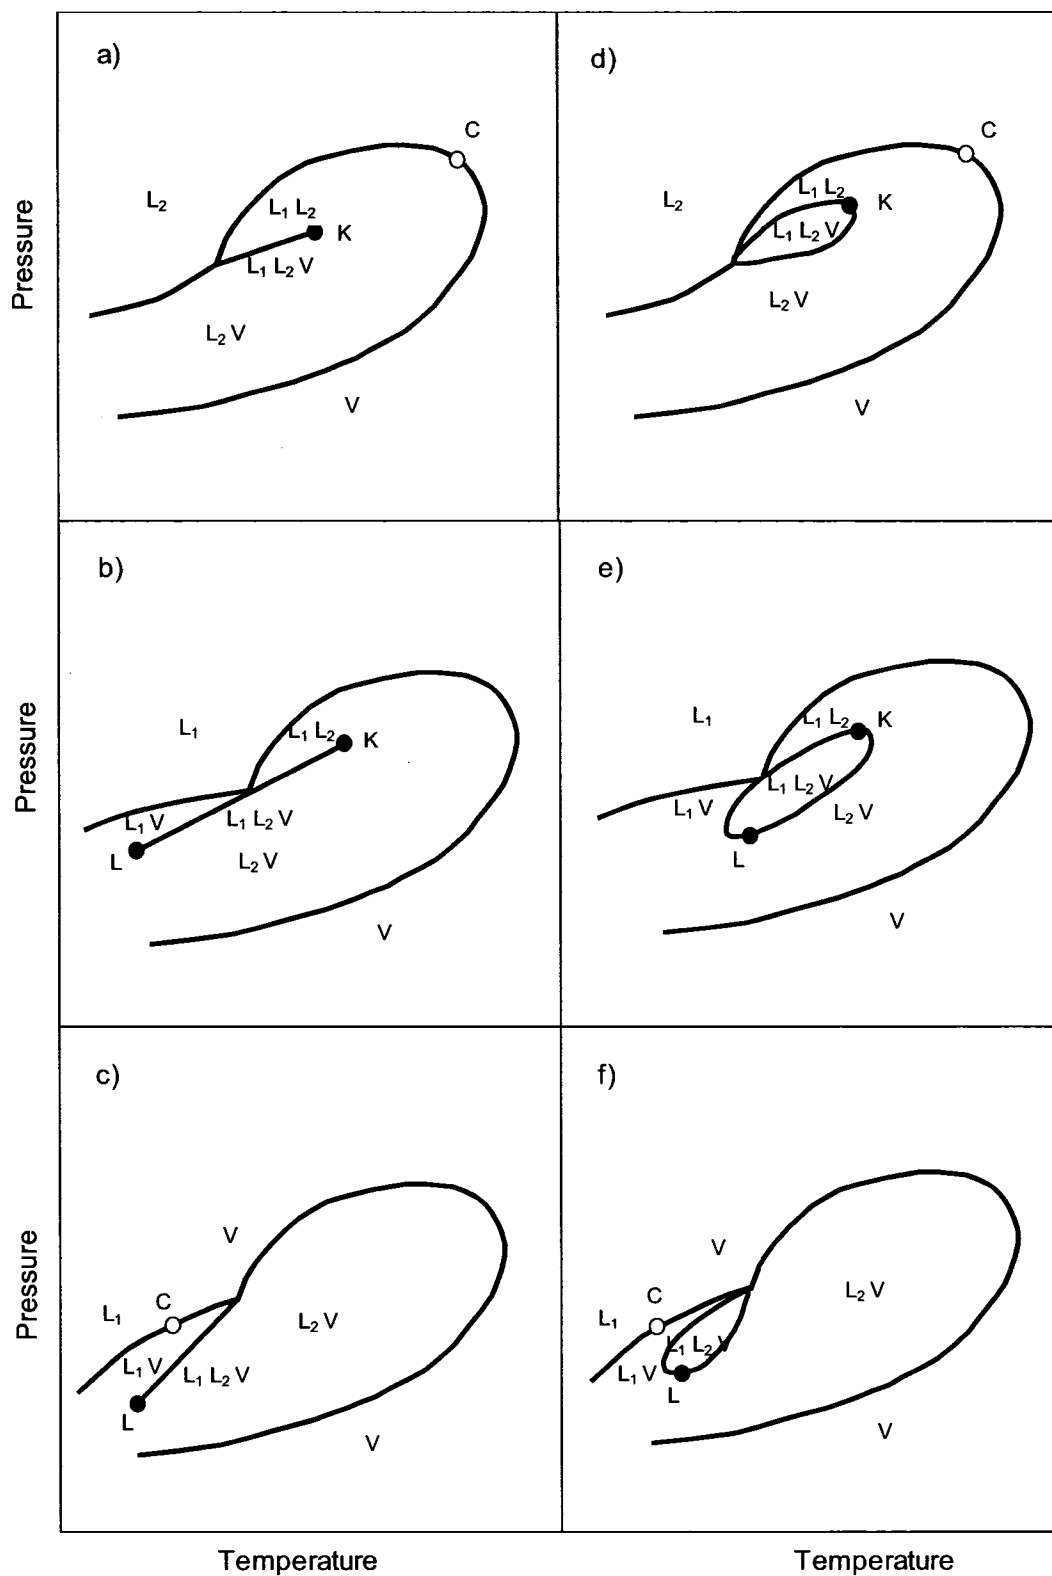 a)
C
L₂
L₁ L₂
K
L₁ L₂ V
L₂ V
V
Pressure
d)
C
L₂
L₁ L₂
K
L₁ L₂ V
L₂ V
V
b)
L₁
L₁ L₂
K
L₁ V
L₁ L₂ V
L
L₂ V
V
Pressure
e)
L₁
L₁ L₂
K
L₁ L₂ V
L₁ V
L₂ V
L
V
c)
V
C
L₁
L₂ V
L₁ V
L₁ L₂ V
L
V
Pressure
Temperature
f)
V
L₂ V
C
L₁
L₁ L₂ V
L₁ V
L
V
Temperature